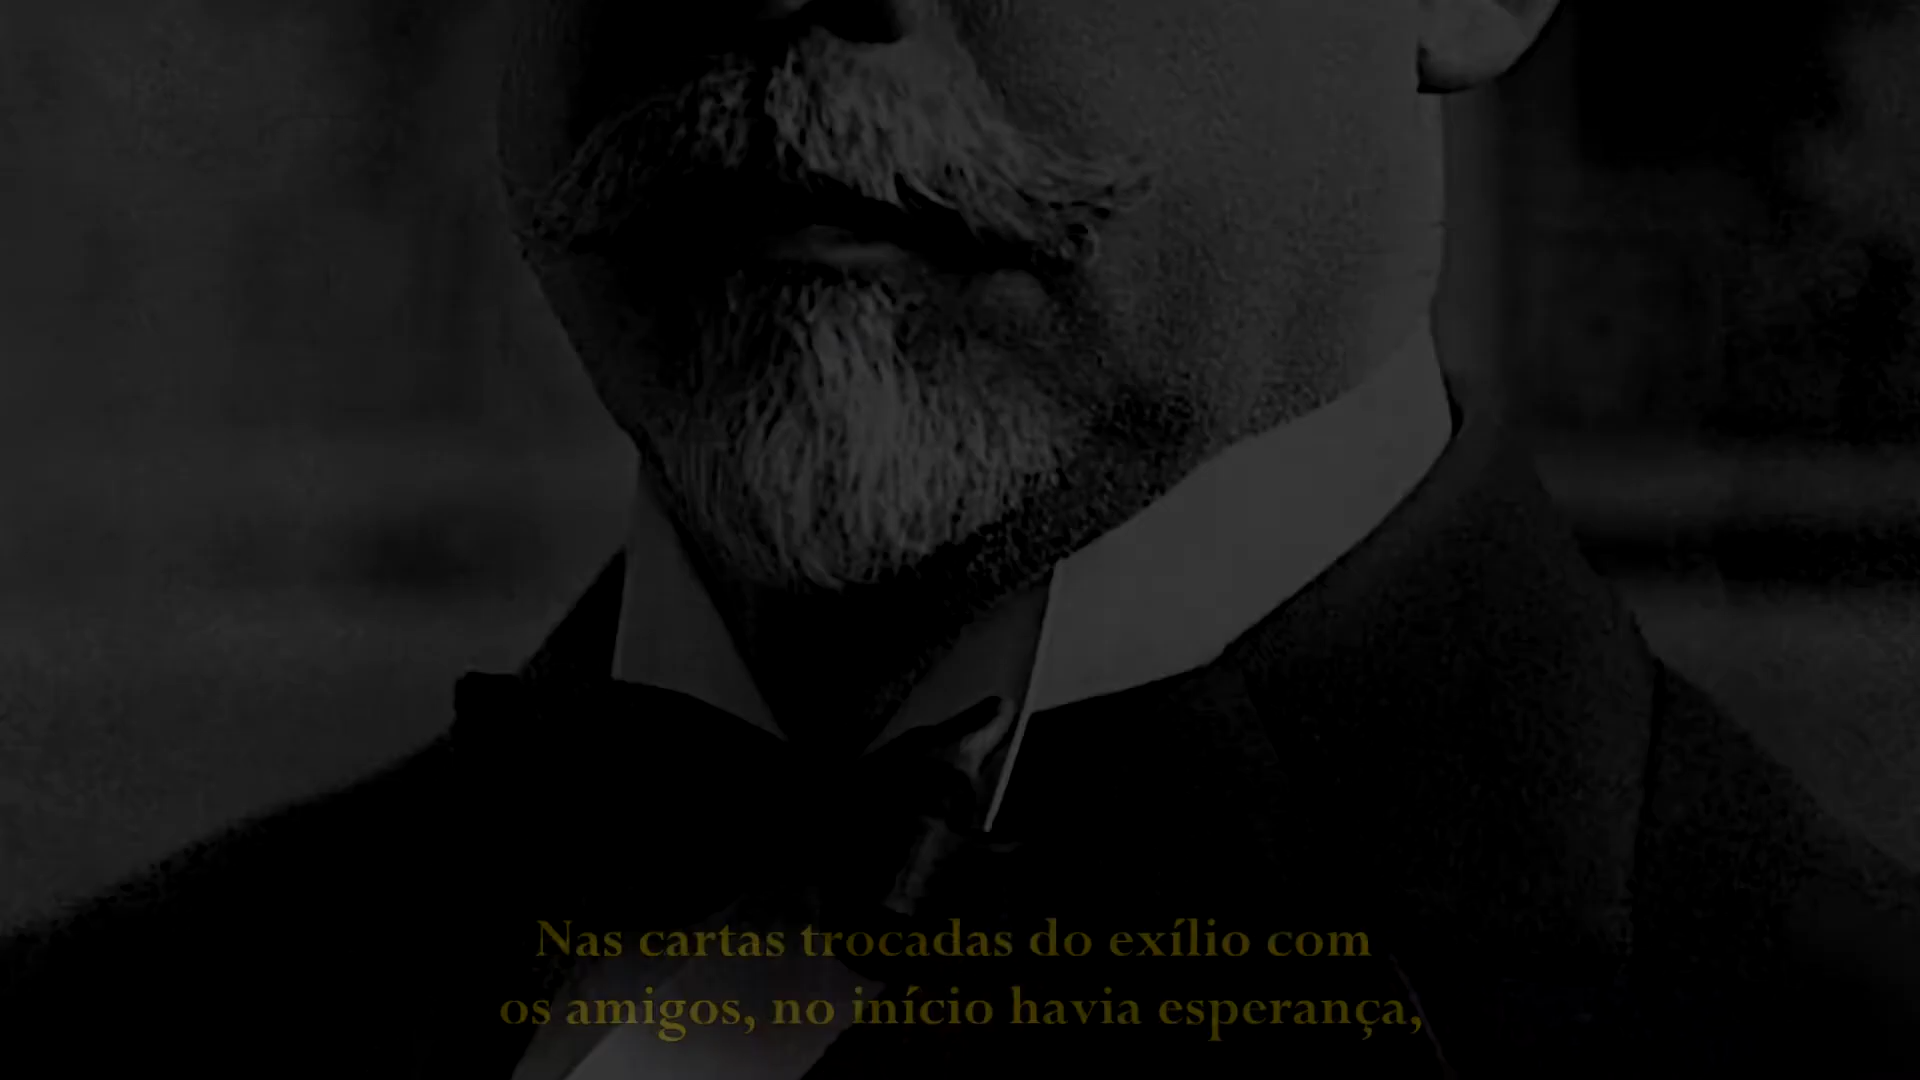 Nas cartas trocadas do exílio com
os amigos, no início havia esperança,